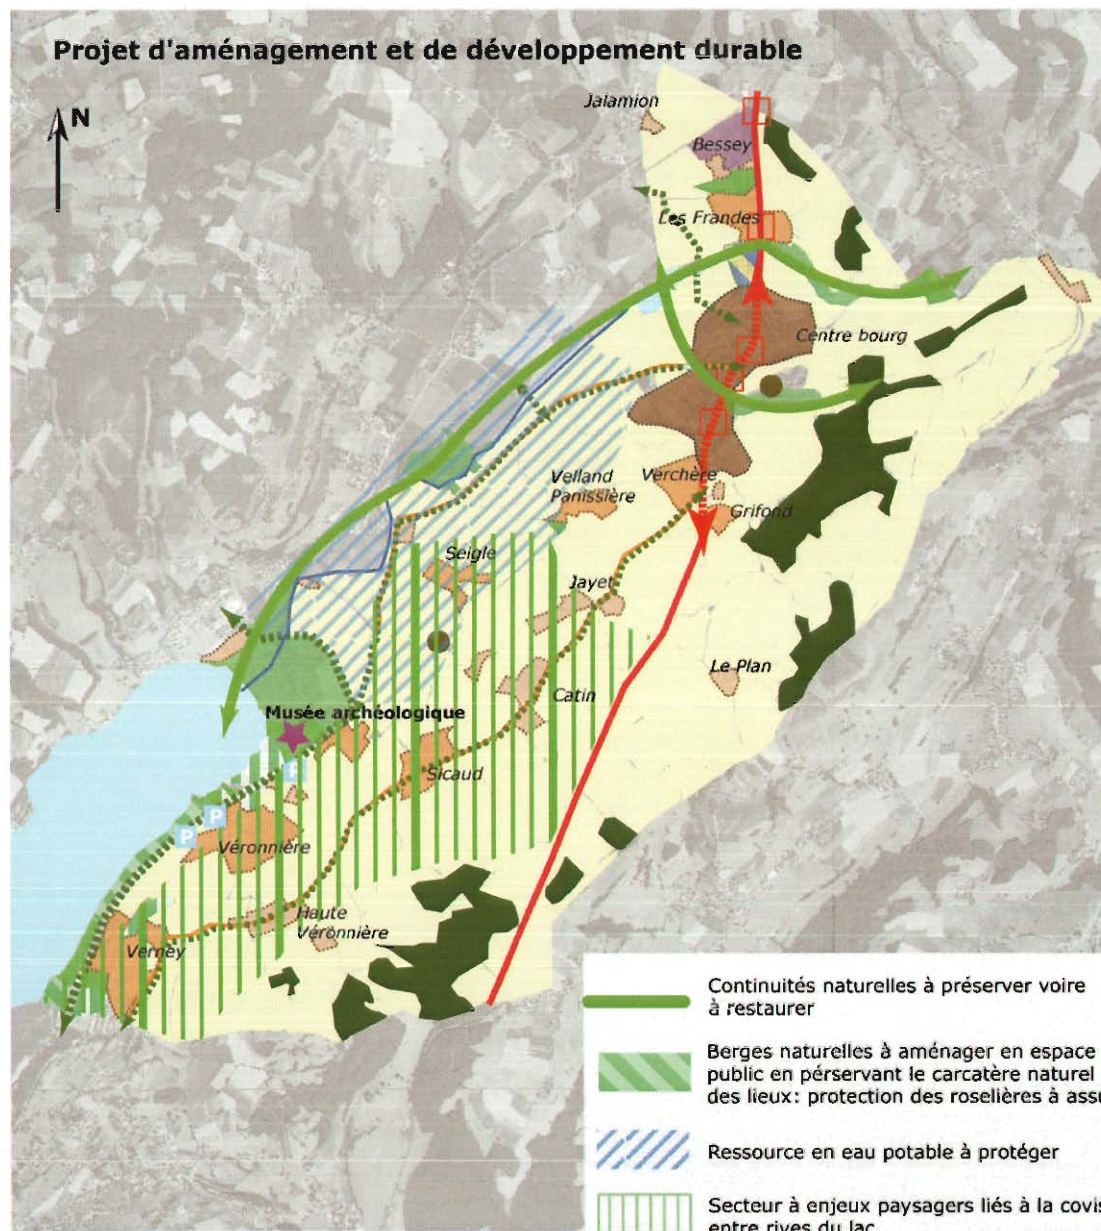 Projet d'aménagement et de développement durable
N
Jalamion
Bessey
Les Frandes
Centre bourg
Velland
Panissière
Verchère
Grifond
Seigle
Jayet
Le Plan
Catin
Musée archéologique
Sicaud
P
P
P
Véronnière
Haute
Véronnière
Verney
Continuités naturelles à préserver voire
à restaurer
Berges naturelles à aménager en espace
public en pérservant le carcatère naturel
des lieux: protection des roselières à assu
Ressource en eau potable à protéger
Secteur à enjeux paysagers liés à la covis
entre rives du lac